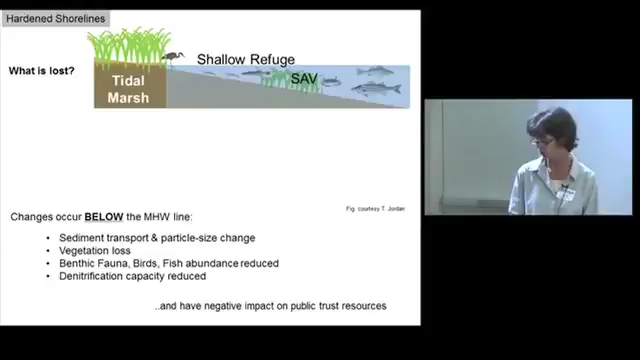 Hardened Shorelines
What is lost?
Shallow Refuge
SAV
Tidal
Marsh
Fig. courtesy T. Jordan
Changes occur BELOW the MHW line:
• Sediment transport & particle-size change
• Vegetation loss
• Benthic Fauna, Birds, Fish abundance reduced
• Denitrification capacity reduced
..and have negative impact on public trust resources